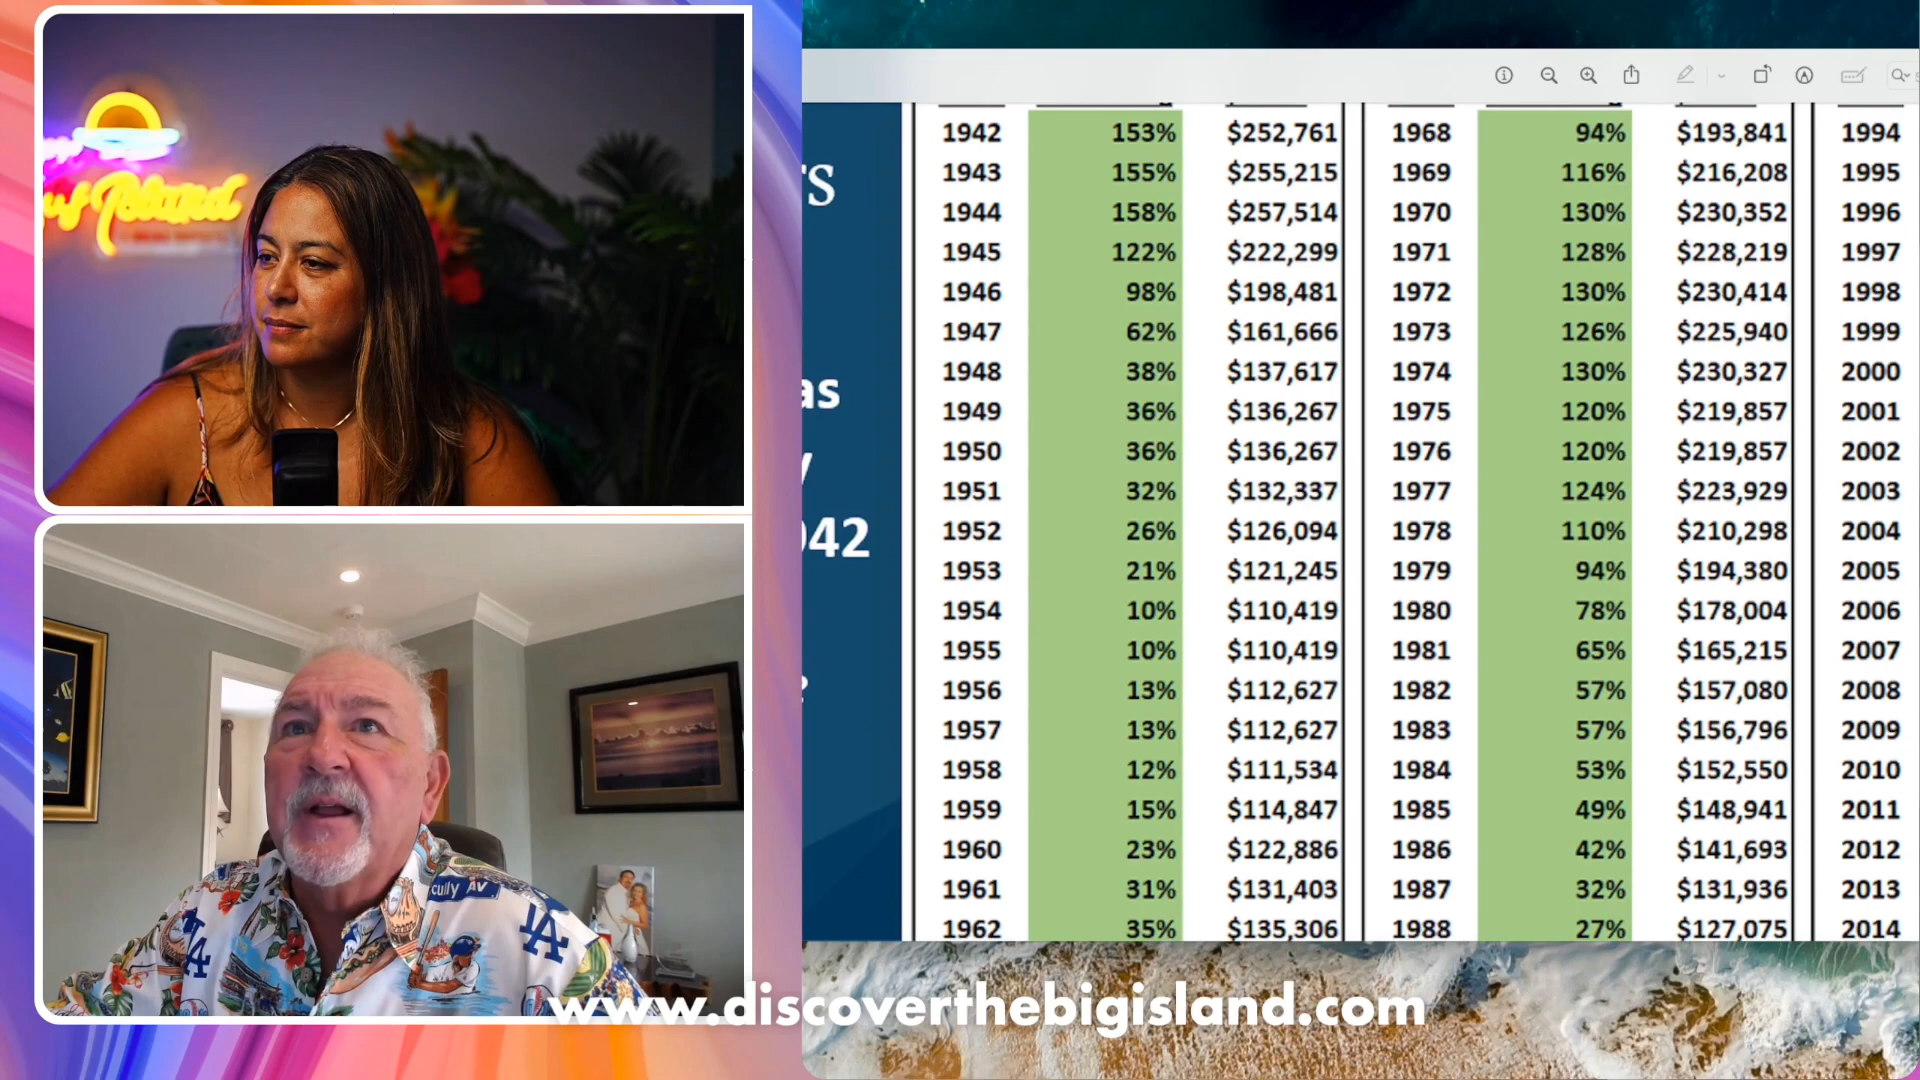 Island
cully AV
LA
LA
TS
as
y
942
?
1942 153% $252,761 1968 94% $193,841 1994
1943 155% $255,215 1969 116% $216,208 1995
1944 158% $257,514 1970 130% $230,352 1996
1945 122% $222,299 1971 128% $228,219 1997
1946 98% $198,481 1972 130% $230,414 1998
1947 62% $161,666 1973 126% $225,940 1999
1948 38% $137,617 1974 130% $230,327 2000
1949 36% $136,267 1975 120% $219,857 2001
1950 36% $136,267 1976 120% $219,857 2002
1951 32% $132,337 1977 124% $223,929 2003
1952 26% $126,094 1978 110% $210,298 2004
1953 21% $121,245 1979 94% $194,380 2005
1954 10% $110,419 1980 78% $178,004 2006
1955 10% $110,419 1981 65% $165,215 2007
1956 13% $112,627 1982 57% $157,080 2008
1957 13% $112,627 1983 57% $156,796 2009
1958 12% $111,534 1984 53% $152,550 2010
1959 15% $114,847 1985 49% $148,941 2011
1960 23% $122,886 1986 42% $141,693 2012
1961 31% $131,403 1987 32% $131,936 2013
1962 35% $135,306 1988 27% $127,075 2014
www.discoverthebigisland.com